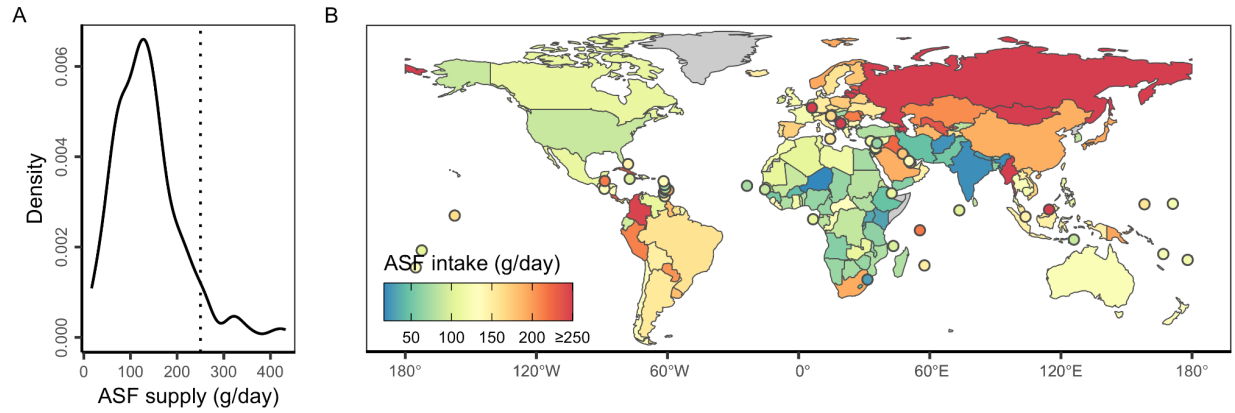 A
B
Density
0.006
0.004
0.002
0.000
0 100 200 300 400
ASF supply (g/day)
ASF intake (g/day)
50 100 150 200 ≥250
180° 120°W 60°W 0° 60°E 120°E 180°